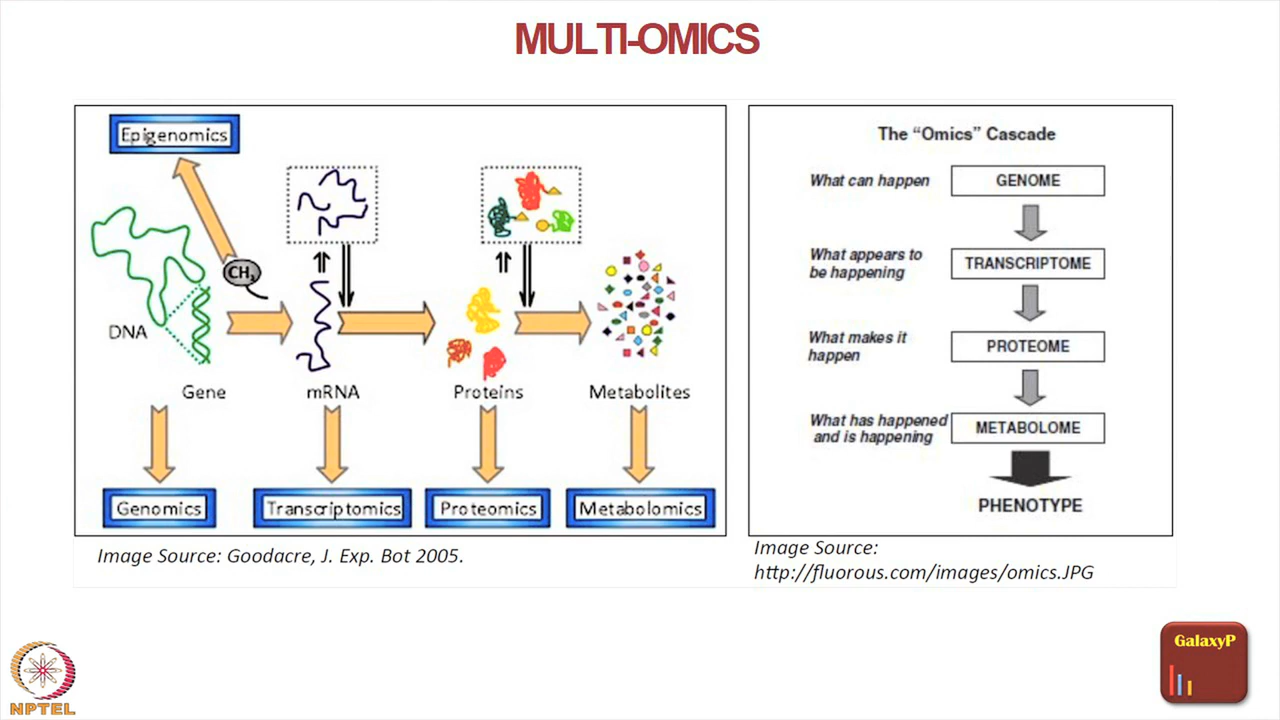 MULTI-OMICS
Epigenomics
CH3
DNA
Gene
mRNA
Proteins
Metabolites
Genomics
Transcriptomics
Proteomics
Metabolomics
Image Source: Goodacre, J. Exp. Bot 2005.
The “Omics” Cascade
What can happen
GENOME
What appears to
be happening
TRANSCRIPTOME
What makes it
happen
PROTEOME
What has happened
and is happening
METABOLOME
PHENOTYPE
Image Source:
http://fluorous.com/images/omics.JPG
NPTEL
GalaxyP